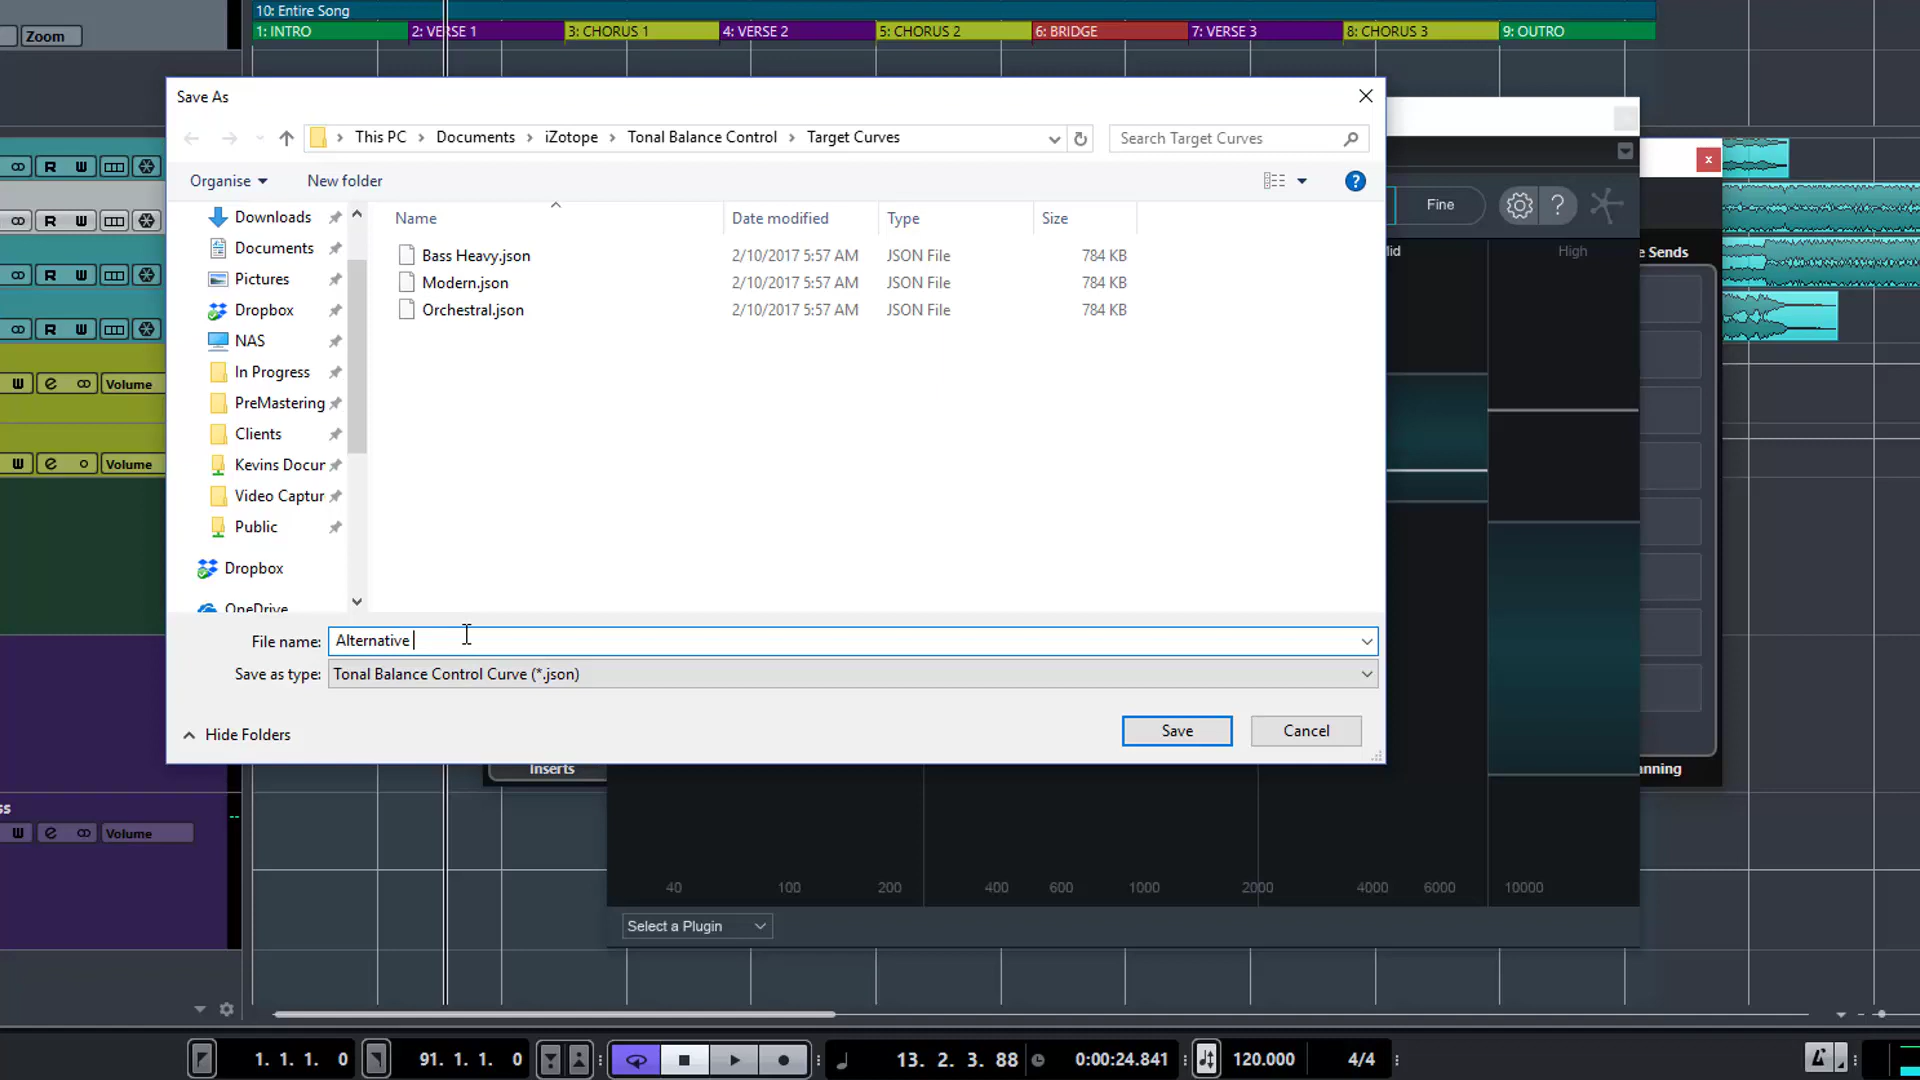 10: Entire Song
Zoom
1: INTRO 2: VERSE 1 3: CHORUS 1 4: VERSE 2 5: CHORUS 2 6: BRIDGE 7: VERSE 3 8: CHORUS 3 9: OUTRO
Save As
This PC Documents iZotope Tonal Balance Control Target Curves
Search Target Curves
Organise New folder
?
Fine ?
Name Date modified Type Size
Bass Heavy.json 2/10/2017 5:57 AM JSON File 784 KB
Modern.json 2/10/2017 5:57 AM JSON File 784 KB
Orchestral.json 2/10/2017 5:57 AM JSON File 784 KB
Downloads
Documents
Pictures
Dropbox
NAS
In Progress
PreMastering
Clients
Kevins Docur
Video Captur
Public
Dropbox
OneDrive
lid High
e Sends
x
R W
R W
R W
R W
W e Volume
W e Volume
File name: Alternative
Save as type: Tonal Balance Control Curve (*.json)
Hide Folders
Save Cancel
Inserts
nning
ss
W e Volume
40 100 200 400 600 1000 2000 4000 6000 10000
Select a Plugin
1. 1. 1. 0 91. 1. 1. 0 13. 2. 3. 88 0:00:24.841 120.000 4/4